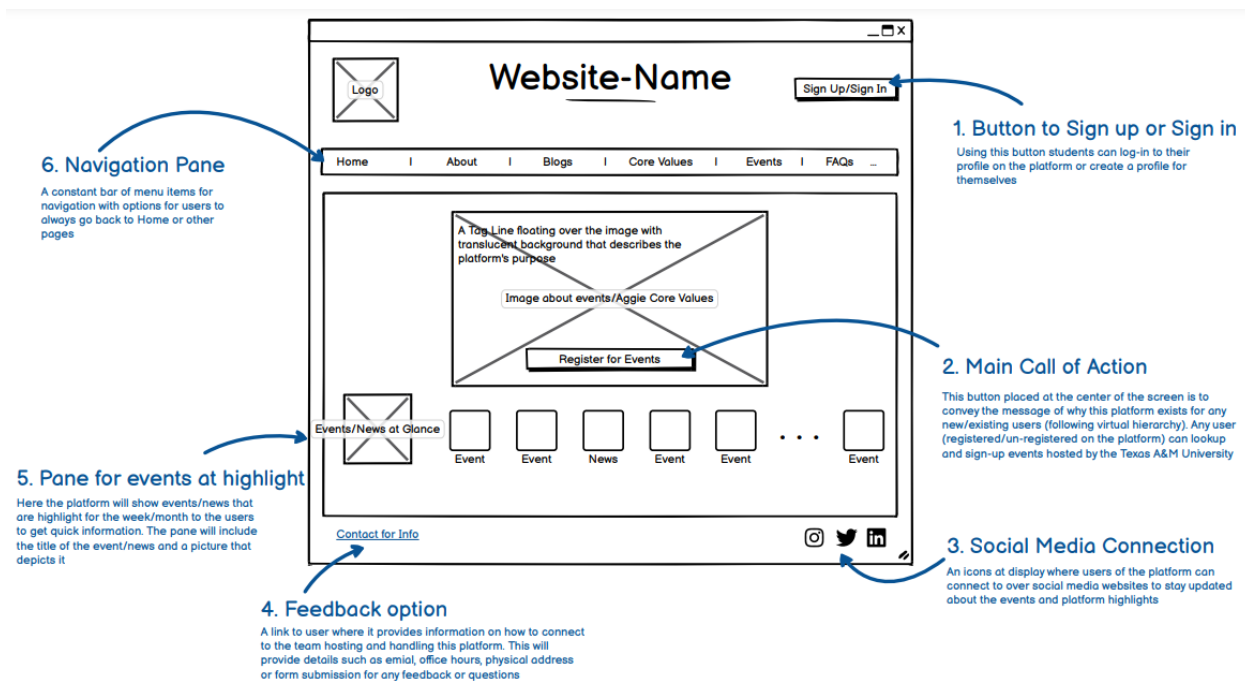 Website-Name
Logo
Sign Up/Sign In
Home | About | Blogs | Core Values | Events | FAQs ...
A Tag Line floating over the image with
translucent background that describes the
platform's purpose
Image about events/Aggie Core Values
Register for Events
Events/News at Glance
Event
Event
News
Event
Event
. . .
Event
Contact for Info
1. Button to Sign up or Sign in
Using this button students can log-in to their
profile on the platform or create a profile for
themselves
2. Main Call of Action
This button placed at the center of the screen is to
convey the message of why this platform exists for any
new/existing users (following virtual hierarchy). Any user
(registered/un-registered on the platform) can lookup
and sign-up events hosted by the Texas A&M University
3. Social Media Connection
An icons at display where users of the platform can
connect to over social media websites to stay updated
about the events and platform highlights
4. Feedback option
A link to user where it provides information on how to connect
to the team hosting and handling this platform. This will
provide details such as emial, office hours, physical address
or form submission for any feedback or questions
5. Pane for events at highlight
Here the platform will show events/news that
are highlight for the week/month to the users
to get quick information. The pane will include
the title of the event/news and a picture that
depicts it
6. Navigation Pane
A constant bar of menu items for
navigation with options for users to
always go back to Home or other
pages